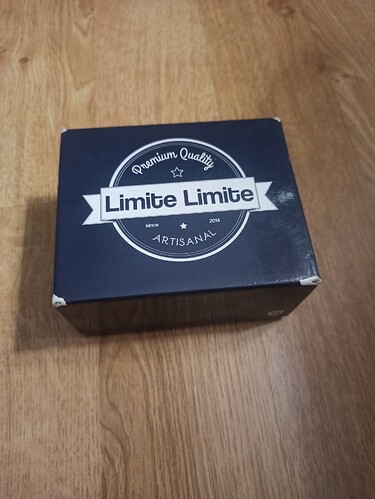 Premium Quality
Limite Limite
since 2014
ARTISANAL